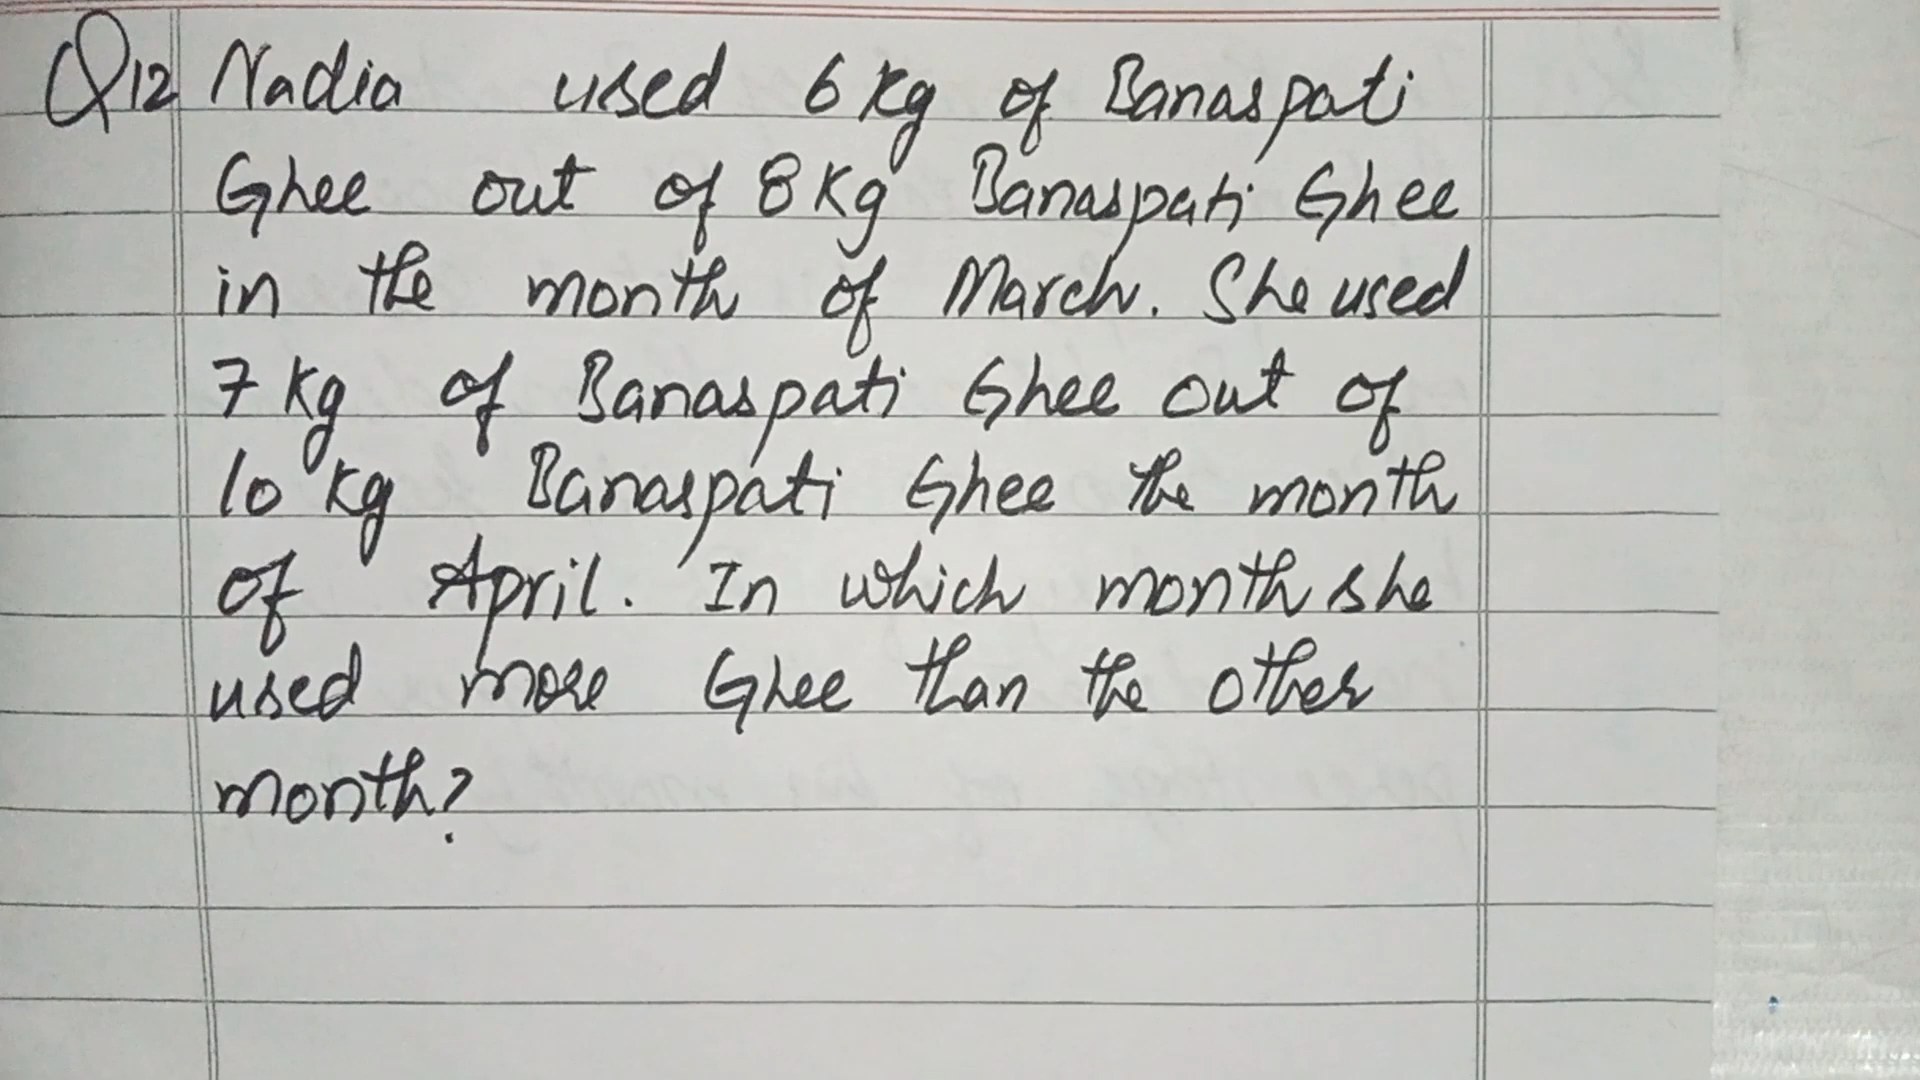 Q12 Nadia used 6 kg of Banaspati
Ghee out of 8 Kg Banaspati Ghee
in the month of March. She used
7 kg of Banaspati Ghee out of
10 kg Banaspati Ghee the month
of April. In which month she
used more Ghee than the other
month?